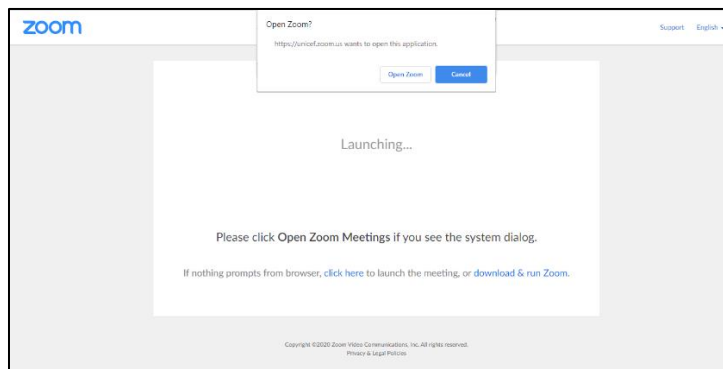 zoom
Support English
Open Zoom?
https://unicef.zoom.us wants to open this application.
Open Zoom Cancel
Launching...
Please click Open Zoom Meetings if you see the system dialog.
If nothing prompts from browser, click here to launch the meeting, or download & run Zoom.
Copyright ©2020 Zoom Video Communications, Inc. All rights reserved.
Privacy & Legal Policies